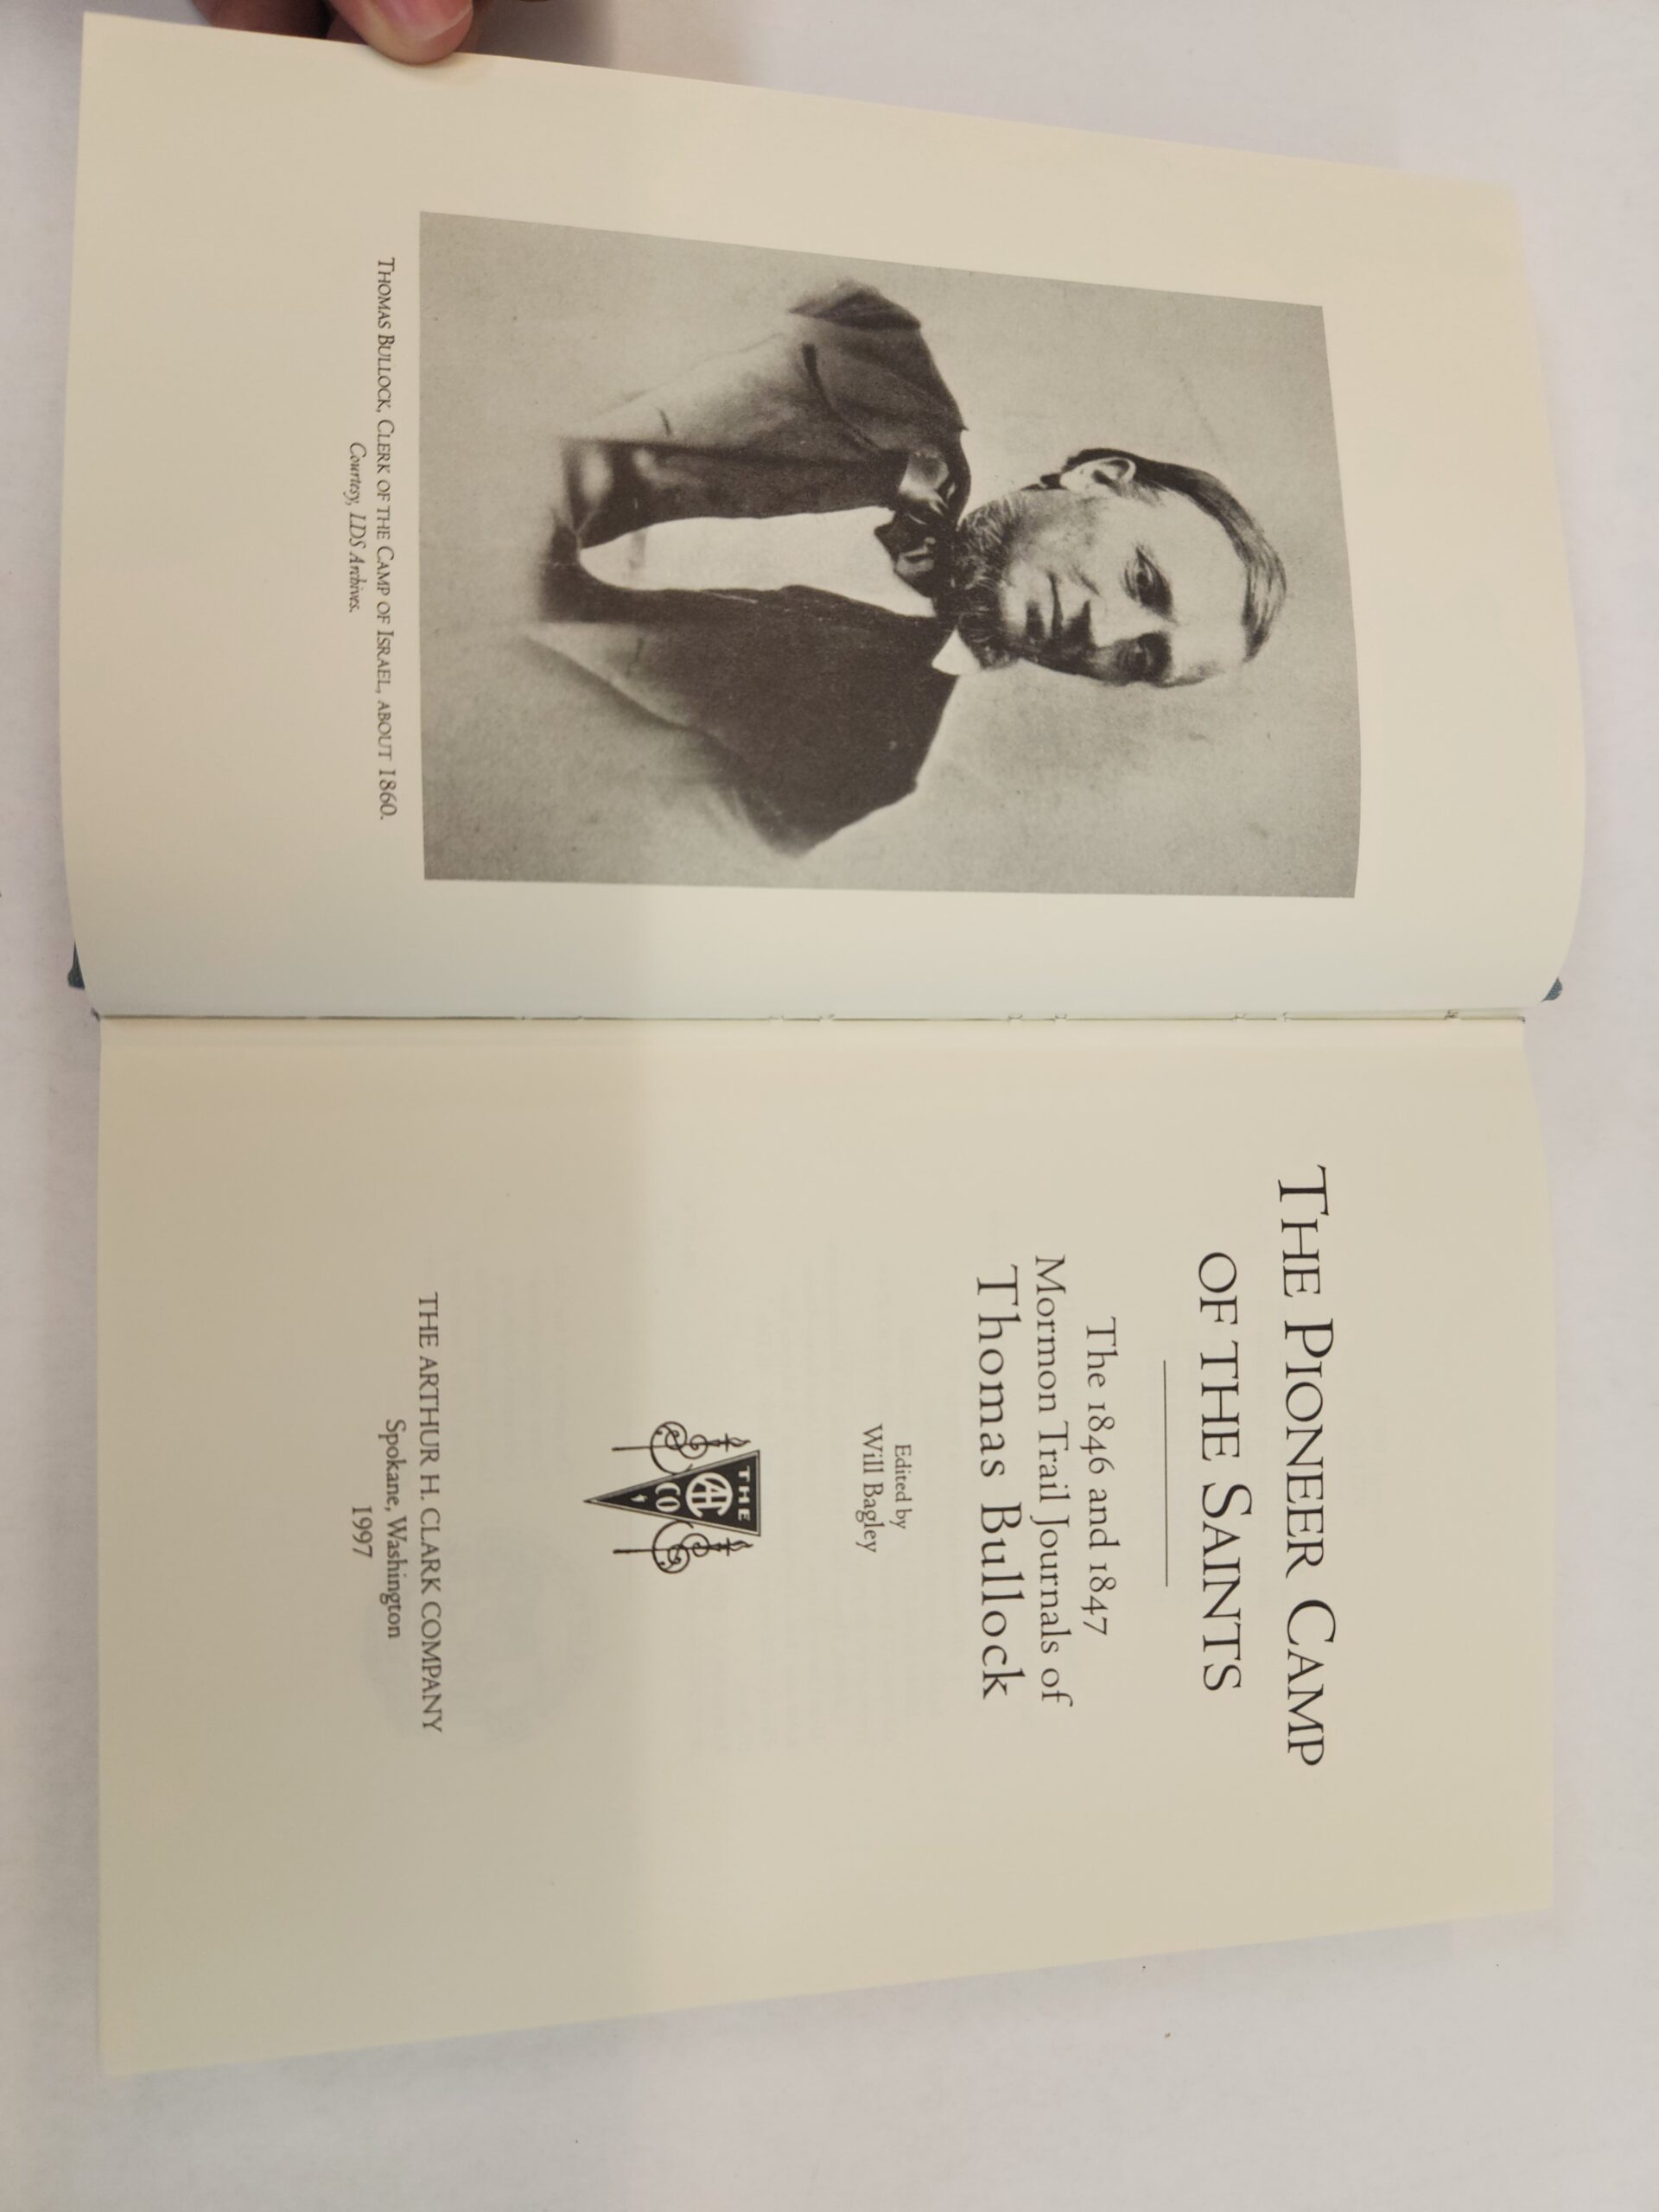 THOMAS BULLOCK, CLERK OF THE CAMP OF ISRAEL, ABOUT 1860.
Courtesy, LDS Archives.
THE PIONEER CAMP
OF THE SAINTS
The 1846 and 1847
Mormon Trail Journals of
Thomas Bullock
Edited by
Will Bagley
THE
AHC
CO
THE ARTHUR H. CLARK COMPANY
Spokane, Washington
1997